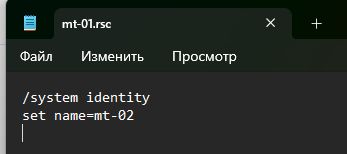 mt-01.rsc
Файл Изменить Просмотр
/system identity
set name=mt-02